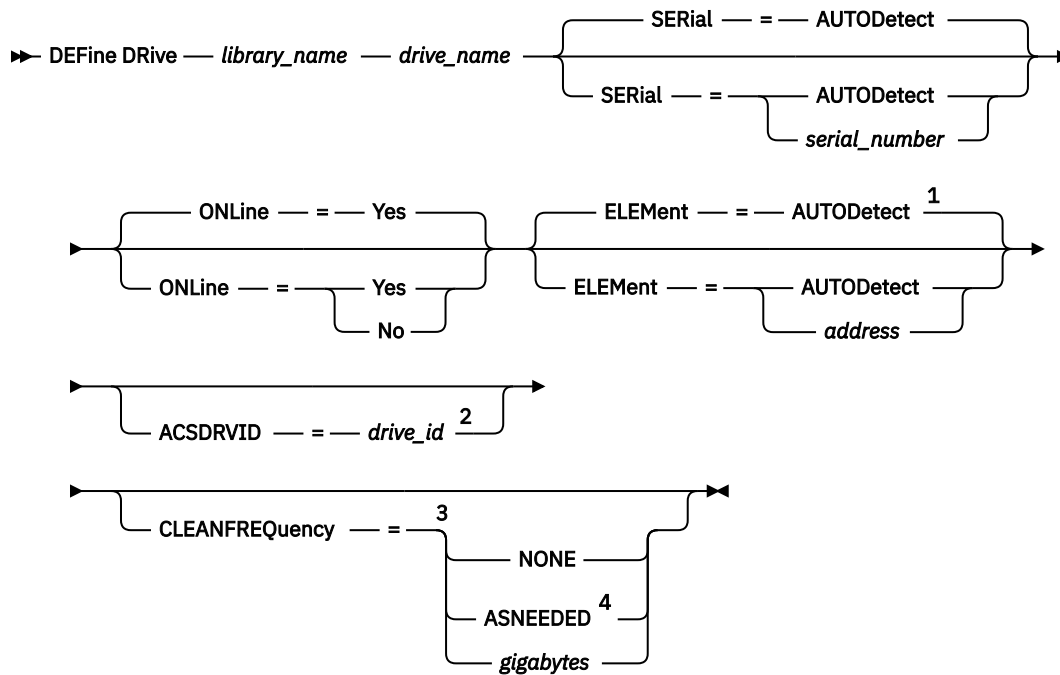 SERial = AUTODetect
DEFine DRive library_name drive_name
SERial = AUTODetect
serial_number
ONLine = Yes
ELEMent = AUTODetect 1
ONLine = Yes
No
ELEMent = AUTODetect
address
ACSDRVID = drive_id 2
CLEANFREQuency = 3
NONE
ASNEEDED 4
gigabytes